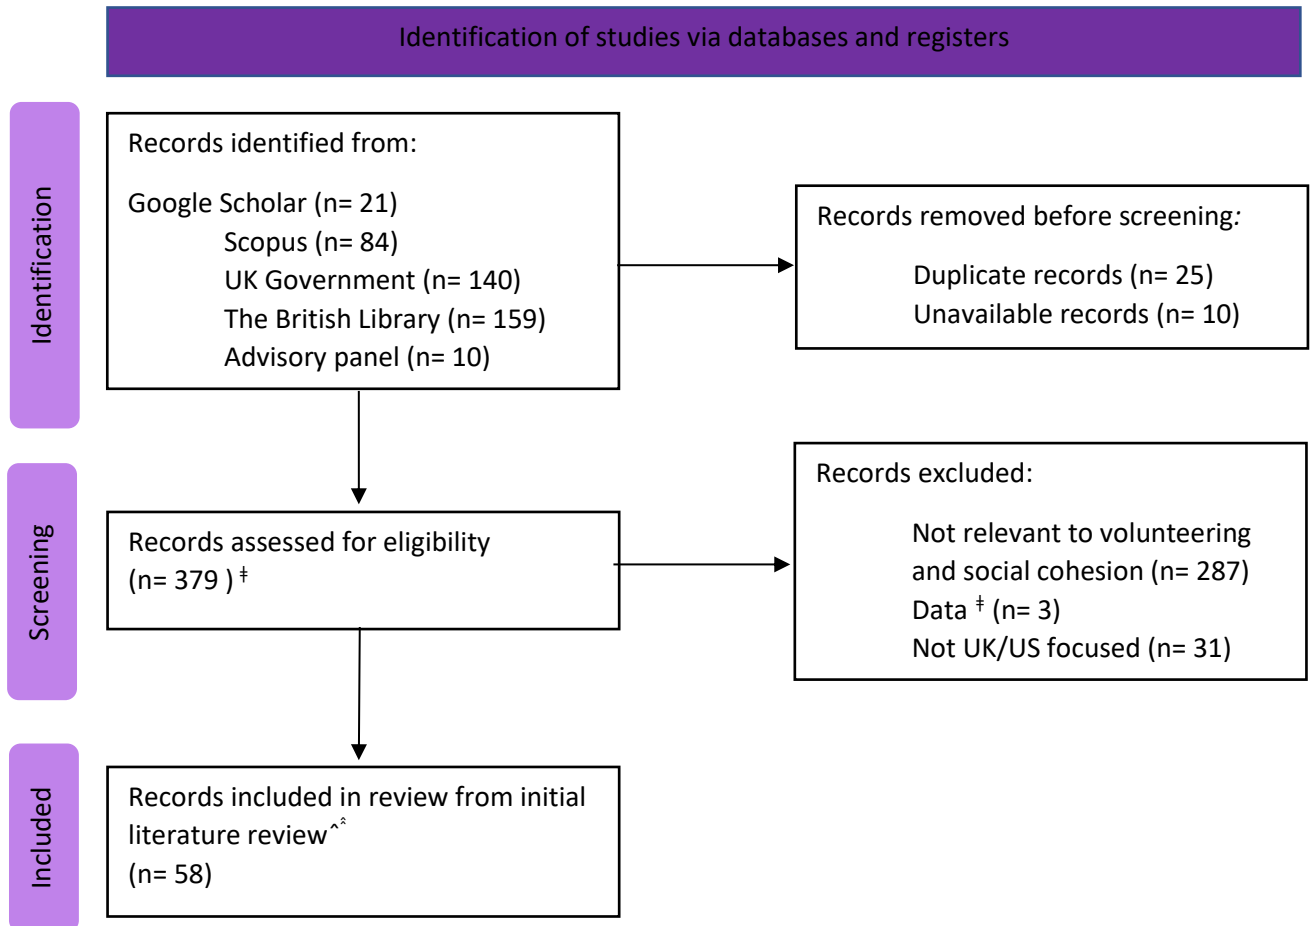 Identification of studies via databases and registers
Identification
Records identified from:
Google Scholar (n= 21)
Scopus (n= 84)
UK Government (n= 140)
The British Library (n= 159)
Advisory panel (n= 10)
Records removed before screening:
Duplicate records (n= 25)
Unavailable records (n= 10)
Screening
Records assessed for eligibility
(n= 379 ) ‡
Records excluded:
Not relevant to volunteering
and social cohesion (n= 287)
Data ‡ (n= 3)
Not UK/US focused (n= 31)
Included
Records included in review from initial
literature review^ˆ
(n= 58)